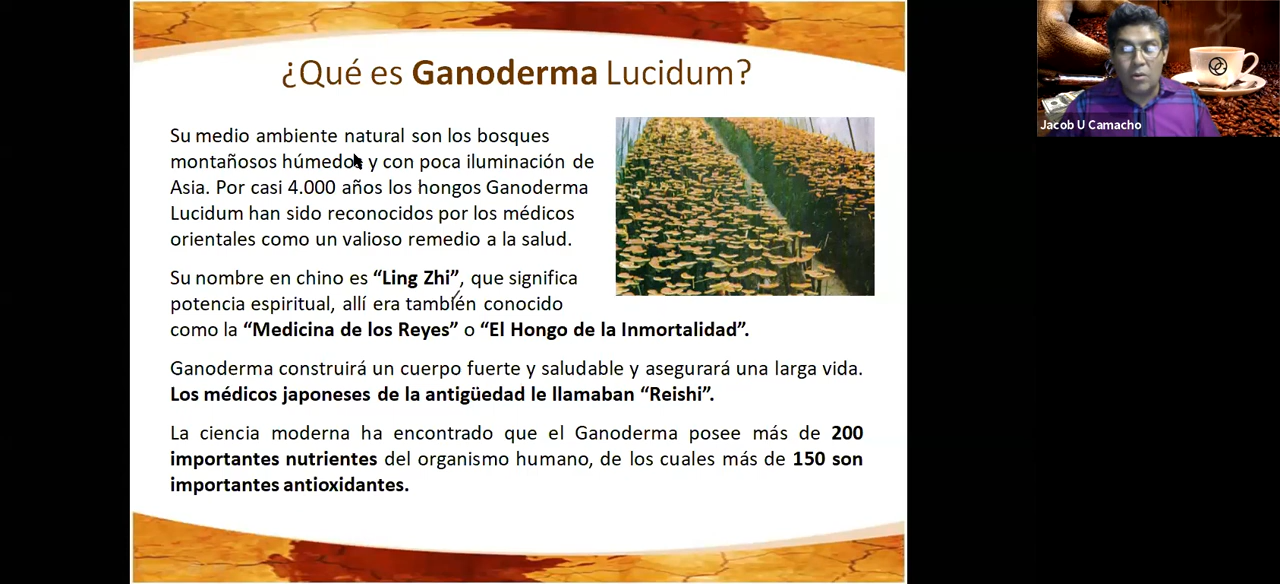 ¿Qué es Ganoderma Lucidum?
Su medio ambiente natural son los bosques
montañosos húmedos y con poca iluminación de
Asia. Por casi 4.000 años los hongos Ganoderma
Lucidum han sido reconocidos por los médicos
orientales como un valioso remedio a la salud.
Su nombre en chino es “Ling Zhi”, que significa
potencia espiritual, allí era también conocido
como la “Medicina de los Reyes” o “El Hongo de la Inmortalidad”.
Ganoderma construirá un cuerpo fuerte y saludable y asegurará una larga vida.
Los médicos japoneses de la antigüedad le llamaban “Reishi”.
La ciencia moderna ha encontrado que el Ganoderma posee más de 200
importantes nutrientes del organismo humano, de los cuales más de 150 son
importantes antioxidantes.
Jacob U Camacho